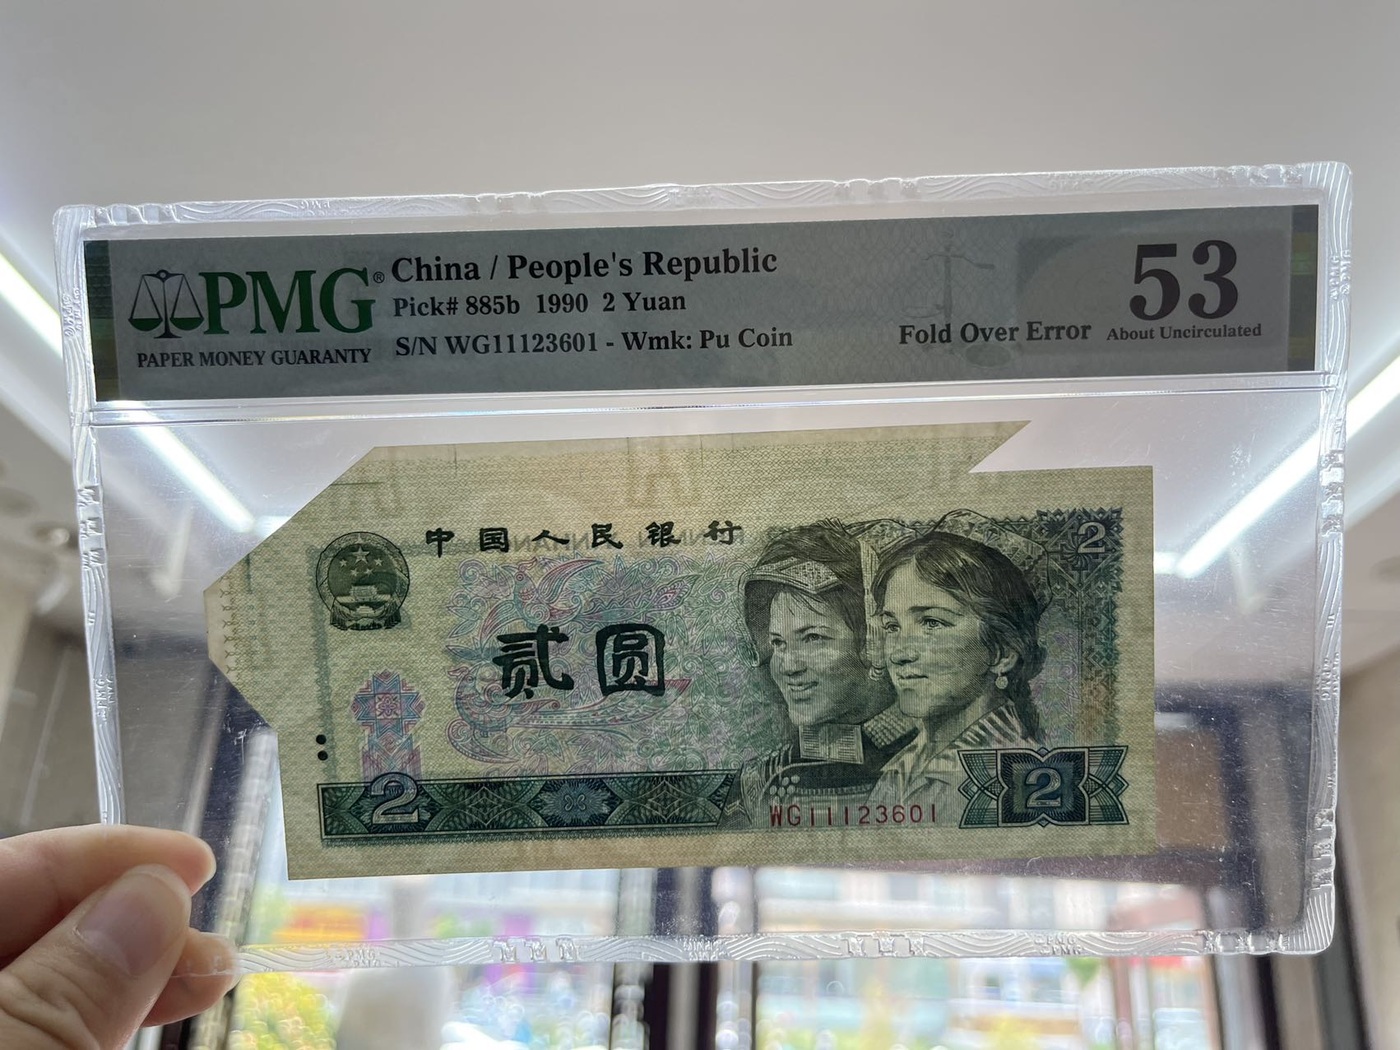 PMG®
PAPER MONEY GUARANTY
China / People's Republic
Pick# 885b 1990 2 Yuan
S/N WG11123601 - Wmk: Pu Coin
Fold Over Error
53
About Uncirculated
中国人民银行
2
贰圆
2
WG11123601
2